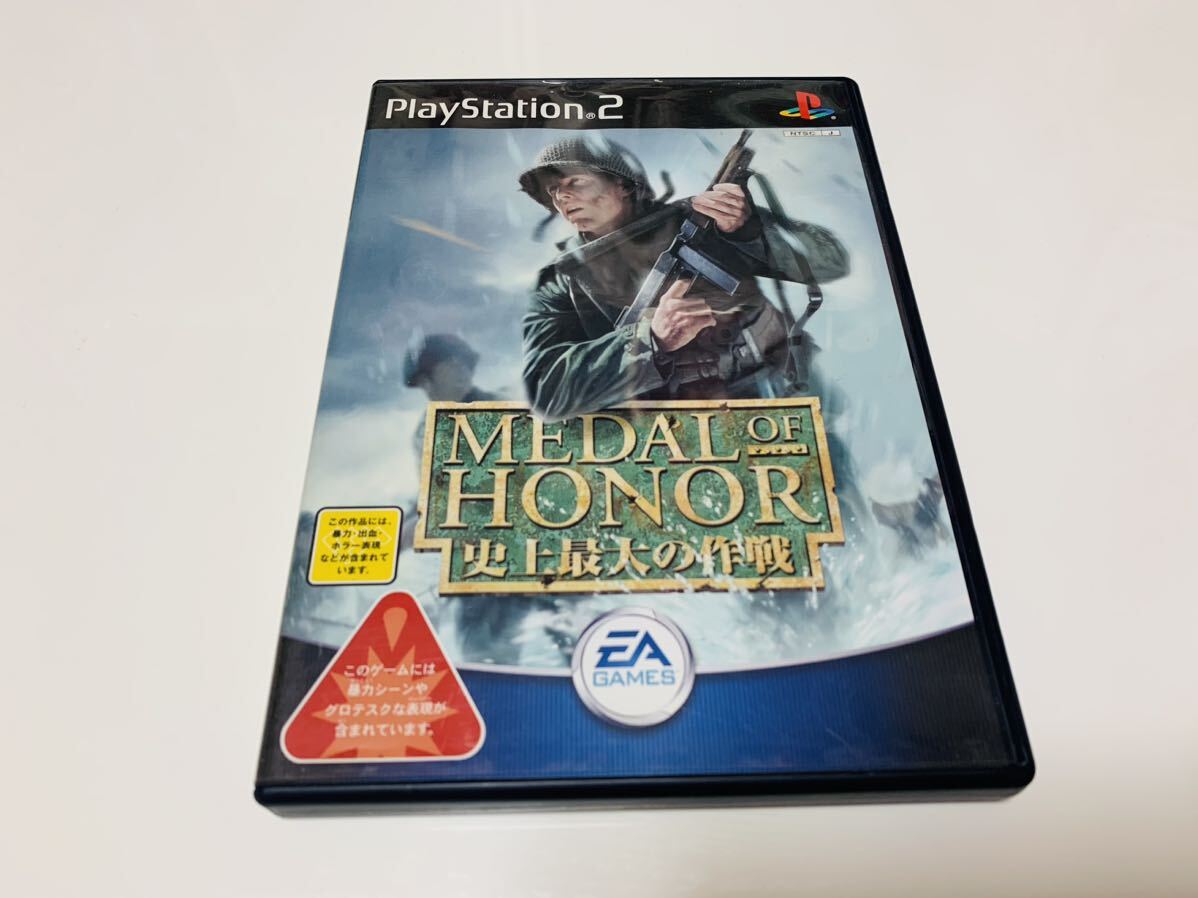 PlayStation®2
NTSC J
MEDAL OF
HONOR
史上最大の作戦
この作品には、
暴力・出血・
ホラー表現
などが含まれて
います。
このゲームには
暴力シーンや
グロテスクな表現が
含まれています。
EA
GAMES